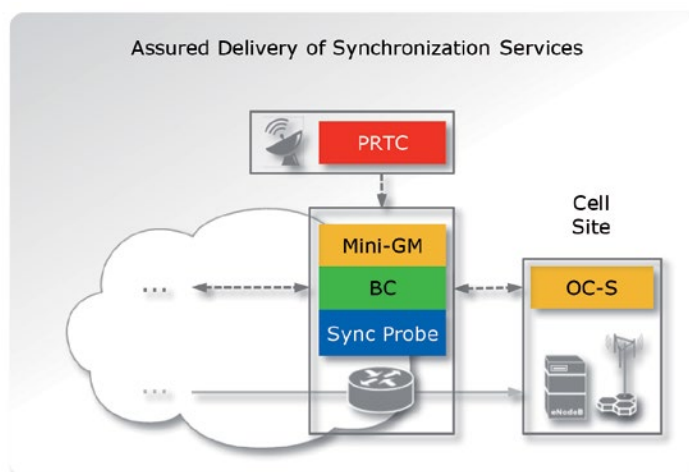 Assured Delivery of Synchronization Services
PRTC
Cell
Site
Mini-GM
...
BC
OC-S
Sync Probe
...
eNodeB